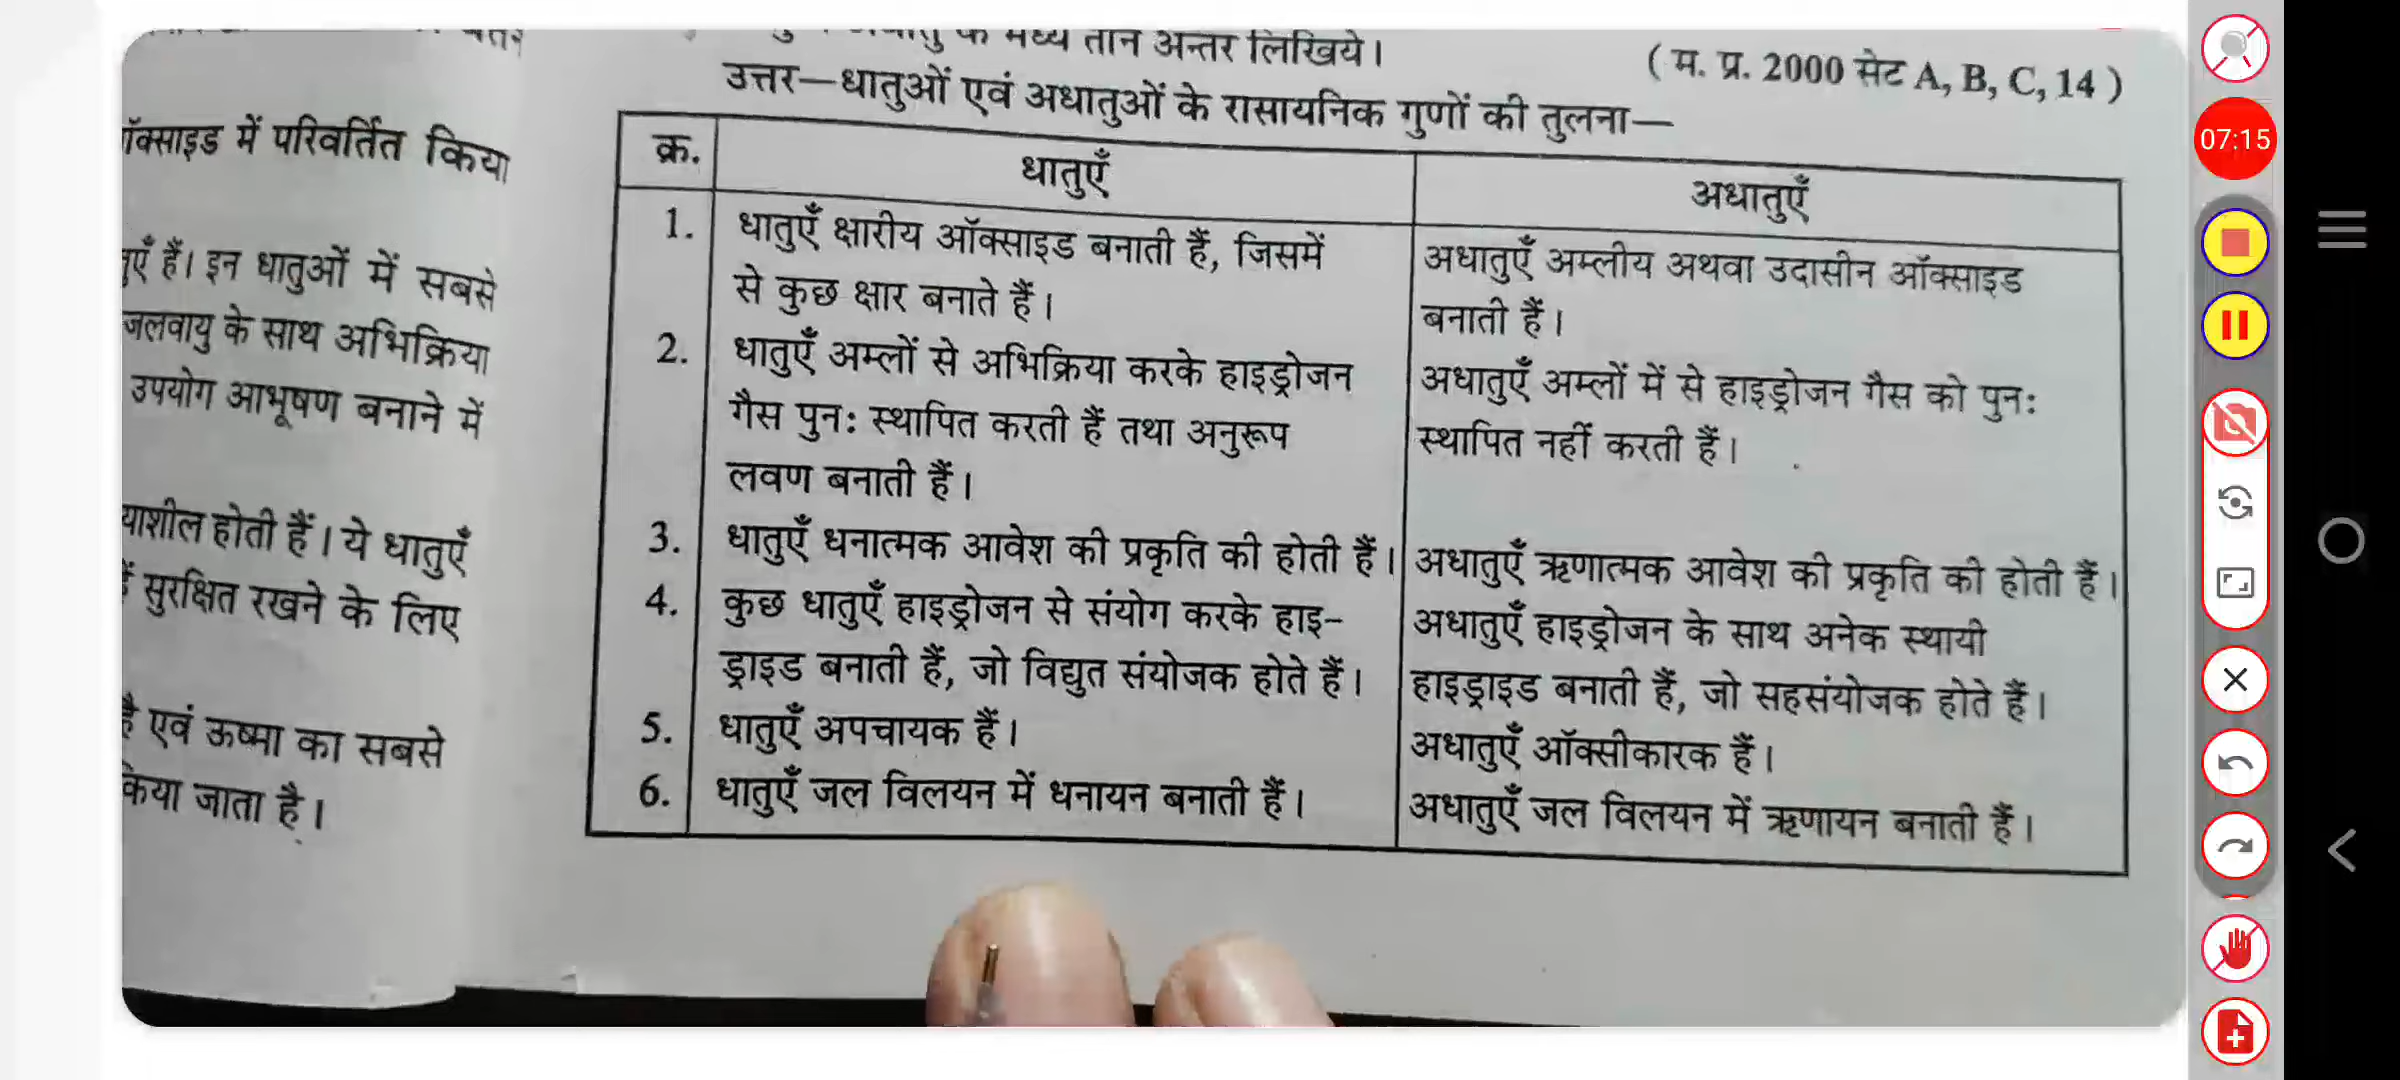 ॉक्साइड में परिवर्तित किया
एँ हैं। इन धातुओं में सबसे
जलवायु के साथ अभिक्रिया
उपयोग आभूषण बनाने में
याशील होती हैं। ये धातुएँ
सुरक्षित रखने के लिए
है एवं ऊष्मा का सबसे
किया जाता है।
के मध्य तीन अन्तर लिखिये।
( म. प्र. 2000 सेट A, B, C, 14 )
उत्तर—धातुओं एवं अधातुओं के रासायनिक गुणों की तुलना—
क्र. धातुएँ अधातुएँ
1. धातुएँ क्षारीय ऑक्साइड बनाती हैं, जिसमें
से कुछ क्षार बनाते हैं।
अधातुएँ अम्लीय अथवा उदासीन ऑक्साइड
बनाती हैं।
2. धातुएँ अम्लों से अभिक्रिया करके हाइड्रोजन
गैस पुनः स्थापित करती हैं तथा अनुरूप
लवण बनाती हैं।
अधातुएँ अम्लों में से हाइड्रोजन गैस को पुनः
स्थापित नहीं करती हैं।
3. धातुएँ धनात्मक आवेश की प्रकृति की होती हैं।
अधातुएँ ऋणात्मक आवेश की प्रकृति की होती हैं।
4. कुछ धातुएँ हाइड्रोजन से संयोग करके हाइ-
ड्राइड बनाती हैं, जो विद्युत संयोजक होते हैं।
अधातुएँ हाइड्रोजन के साथ अनेक स्थायी
हाइड्राइड बनाती हैं, जो सहसंयोजक होते हैं।
5. धातुएँ अपचायक हैं।
अधातुएँ ऑक्सीकारक हैं।
6. धातुएँ जल विलयन में धनायन बनाती हैं।
अधातुएँ जल विलयन में ऋणायन बनाती हैं।
07:15